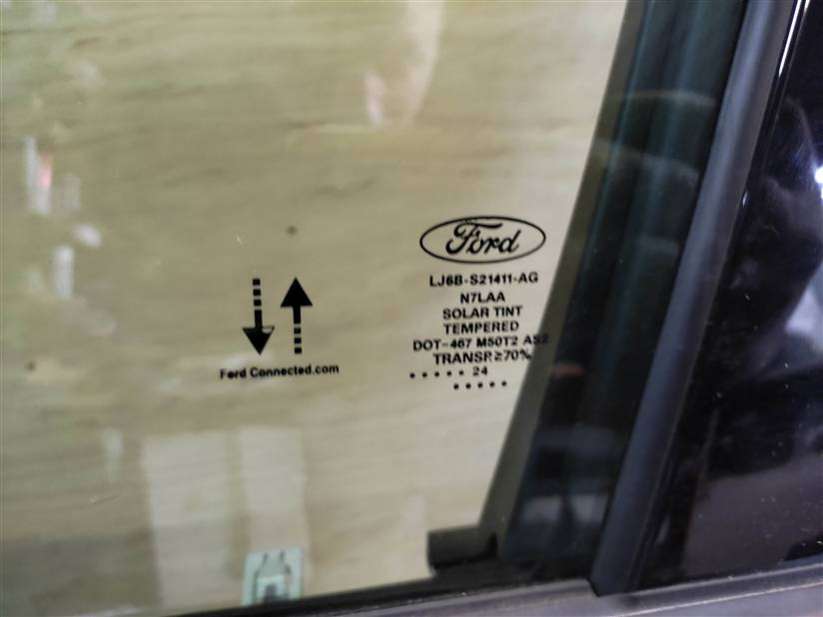 Ford
LJ6B-S21411-AG
N7LAA
SOLAR TINT
TEMPERED
DOT-467 M50T2 AS2
TRANSP.≥70%
• • • • • 24
• • • • •
Ford Connected.com